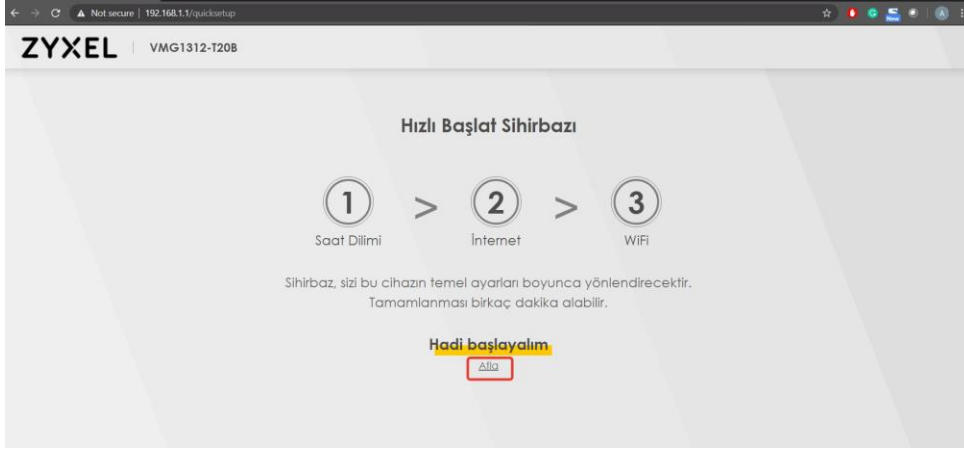 Not secure | 192.168.1.1/quicksetup
A
New
ZYXEL | VMG1312-T20B
Hızlı Başlat Sihirbazı
1 > 2 > 3
Saat Dilimi İnternet WiFi
Sihirbaz, sizi bu cihazın temel ayarları boyunca yönlendirecektir.
Tamamlanması birkaç dakika alabilir.
Hadi başlayalım
Atla